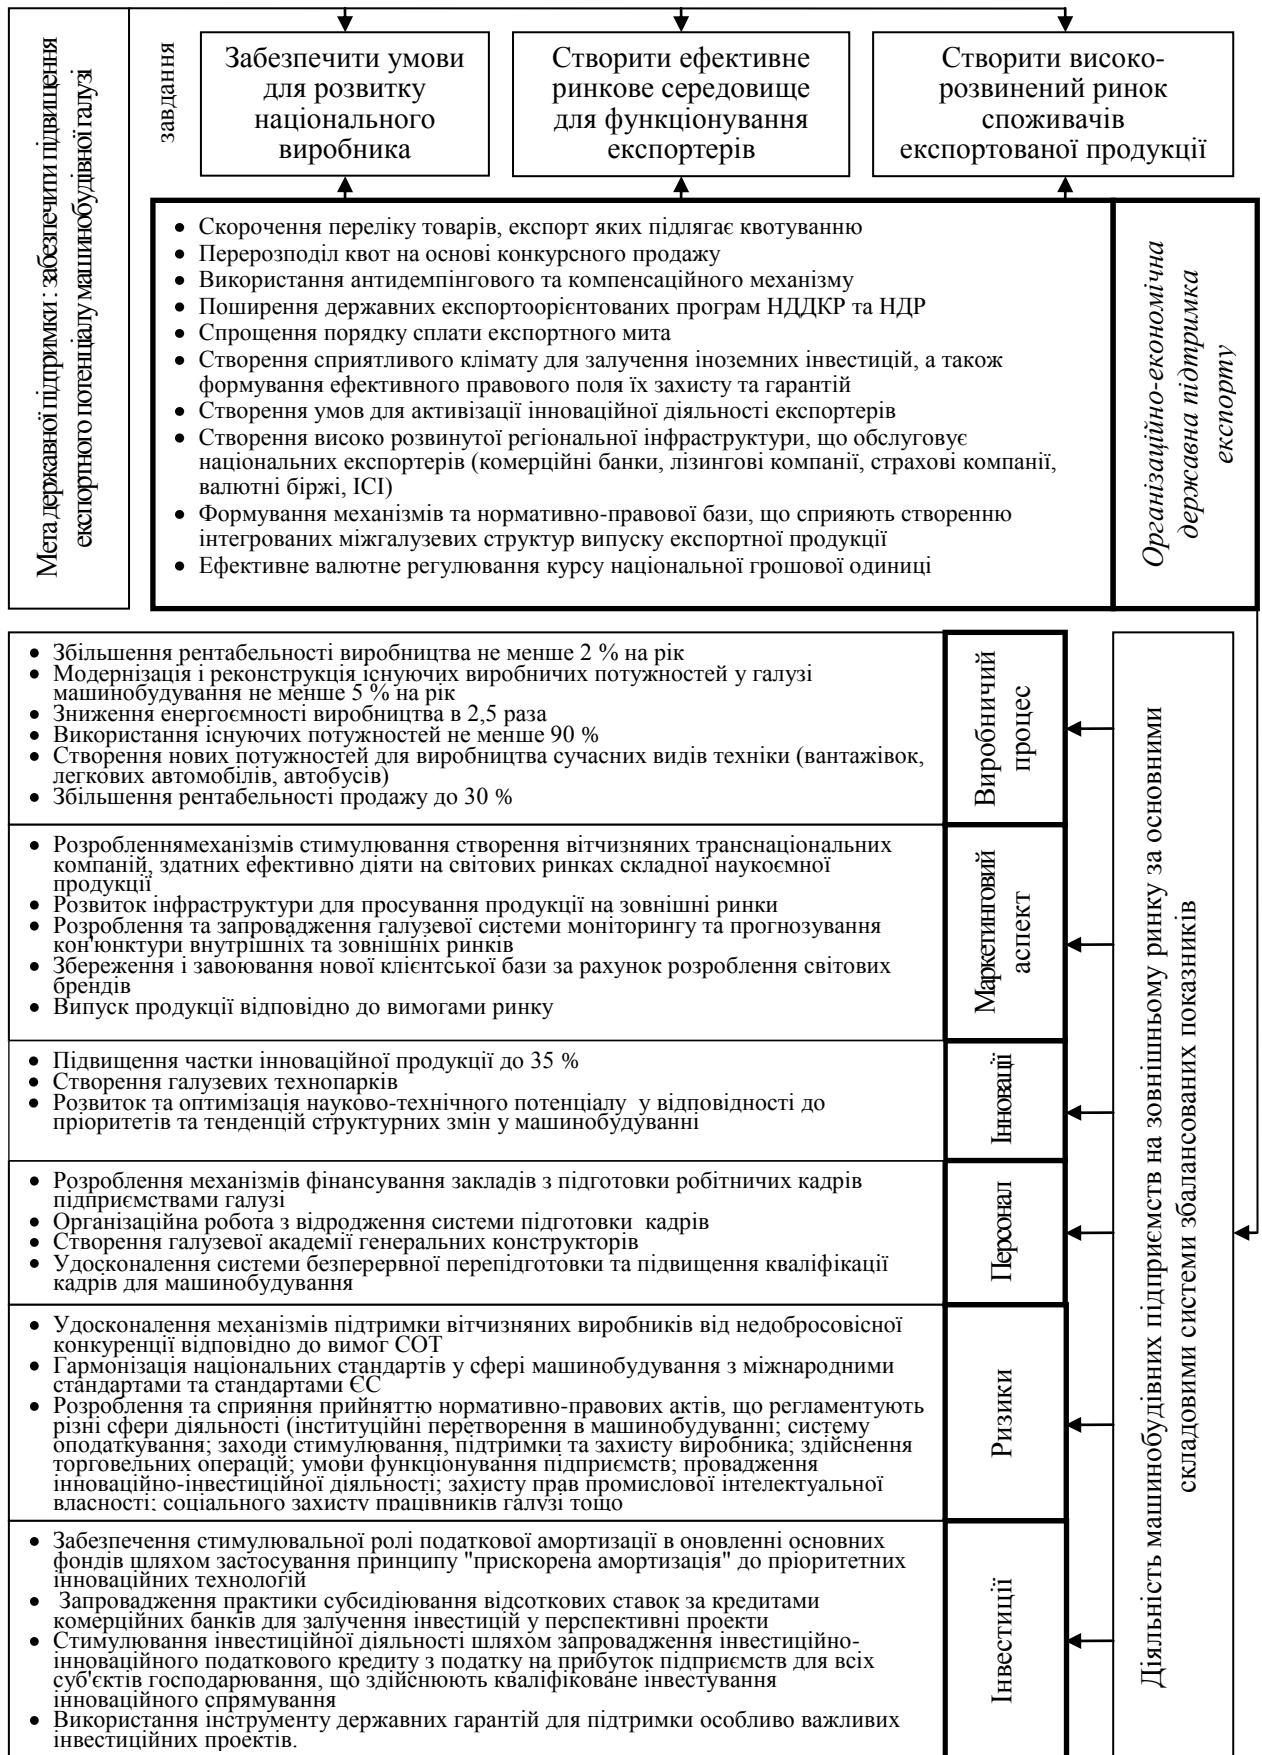 Мета державної підтримки: забезпечити підвищення
експортного потенціалу машинобудівної галузі
завдання
Забезпечити умови
для розвитку
національного
виробника
Створити ефективне
ринкове середовище
для функціонування
експортерів
Створити високо-
розвинений ринок
споживачів
експортованої продукції
• Скорочення переліку товарів, експорт яких підлягає квотуванню
• Перерозподіл квот на основі конкурсного продажу
• Використання антидемпінгового та компенсаційного механізму
• Поширення державних експортоорієнтованих програм НДДКР та НДР
• Спрощення порядку сплати експортного мита
• Створення сприятливого клімату для залучення іноземних інвестицій, а також
формування ефективного правового поля їх захисту та гарантій
• Створення умов для активізації інноваційної діяльності експортерів
• Створення високо розвинутої регіональної інфраструктури, що обслуговує
національних експортерів (комерційні банки, лізингові компанії, страхові компанії,
валютні біржі, ІСІ)
• Формування механізмів та нормативно-правової бази, що сприяють створенню
інтегрованих міжгалузевих структур випуску експортної продукції
• Ефективне валютне регулювання курсу національної грошової одиниці
Організаційно-економічна
державна підтримка
експорту
• Збільшення рентабельності виробництва не менше 2 % на рік
• Модернізація і реконструкція існуючих виробничих потужностей у галузі
машинобудування не менше 5 % на рік
• Зниження енергоємності виробництва в 2,5 раза
• Використання існуючих потужностей не менше 90 %
• Створення нових потужностей для виробництва сучасних видів техніки (вантажівок,
легкових автомобілів, автобусів)
• Збільшення рентабельності продажу до 30 %
Виробничий
процес
• Розробленнямеханізмів стимулювання створення вітчизняних транснаціональних
компаній, здатних ефективно діяти на світових ринках складної наукоємної
продукції
• Розвиток інфраструктури для просування продукції на зовнішні ринки
• Розроблення та запровадження галузевої системи моніторингу та прогнозування
кон'юнктури внутрішніх та зовнішніх ринків
• Збереження і завоювання нової клієнтської бази за рахунок розроблення світових
брендів
• Випуск продукції відповідно до вимогами ринку
Маркетинговий
аспект
• Підвищення частки інноваційної продукції до 35 %
• Створення галузевих технопарків
• Розвиток та оптимізація науково-технічного потенціалу у відповідності до
пріоритетів та тенденцій структурних змін у машинобудуванні
Інновації
• Розроблення механізмів фінансування закладів з підготовки робітничих кадрів
підприємствами галузі
• Організаційна робота з відродження системи підготовки кадрів
• Створення галузевої академії генеральних конструкторів
• Удосконалення системи безперервної перепідготовки та підвищення кваліфікації
кадрів для машинобудування
Персонал
• Удосконалення механізмів підтримки вітчизняних виробників від недобросовісної
конкуренції відповідно до вимог СОТ
• Гармонізація національних стандартів у сфері машинобудування з міжнародними
стандартами та стандартами ЄС
• Розроблення та сприяння прийняттю нормативно-правових актів, що регламентують
різні сфери діяльності (інституційні перетворення в машинобудуванні; систему
оподаткування; заходи стимулювання, підтримки та захисту виробника; здійснення
торговельних операцій; умови функціонування підприємств; провадження
інноваційно-інвестиційної діяльності; захисту прав промислової інтелектуальної
власності; соціального захисту працівників галузі тощо
Ризики
• Забезпечення стимулювальної ролі податкової амортизації в оновленні основних
фондів шляхом застосування принципу "прискорена амортизація" до пріоритетних
інноваційних технологій
• Запровадження практики субсидіювання відсоткових ставок за кредитами
комерційних банків для залучення інвестицій у перспективні проекти
• Стимулювання інвестиційної діяльності шляхом запровадження інвестиційно-
інноваційного податкового кредиту з податку на прибуток підприємств для всіх
суб'єктів господарювання, що здійснюють кваліфіковане інвестування
інноваційного спрямування
• Використання інструменту державних гарантій для підтримки особливо важливих
інвестиційних проектів.
Інвестиції
Діяльність машинобудівних підприємств на зовнішньому ринку за основними
складовими системи збалансованих показників